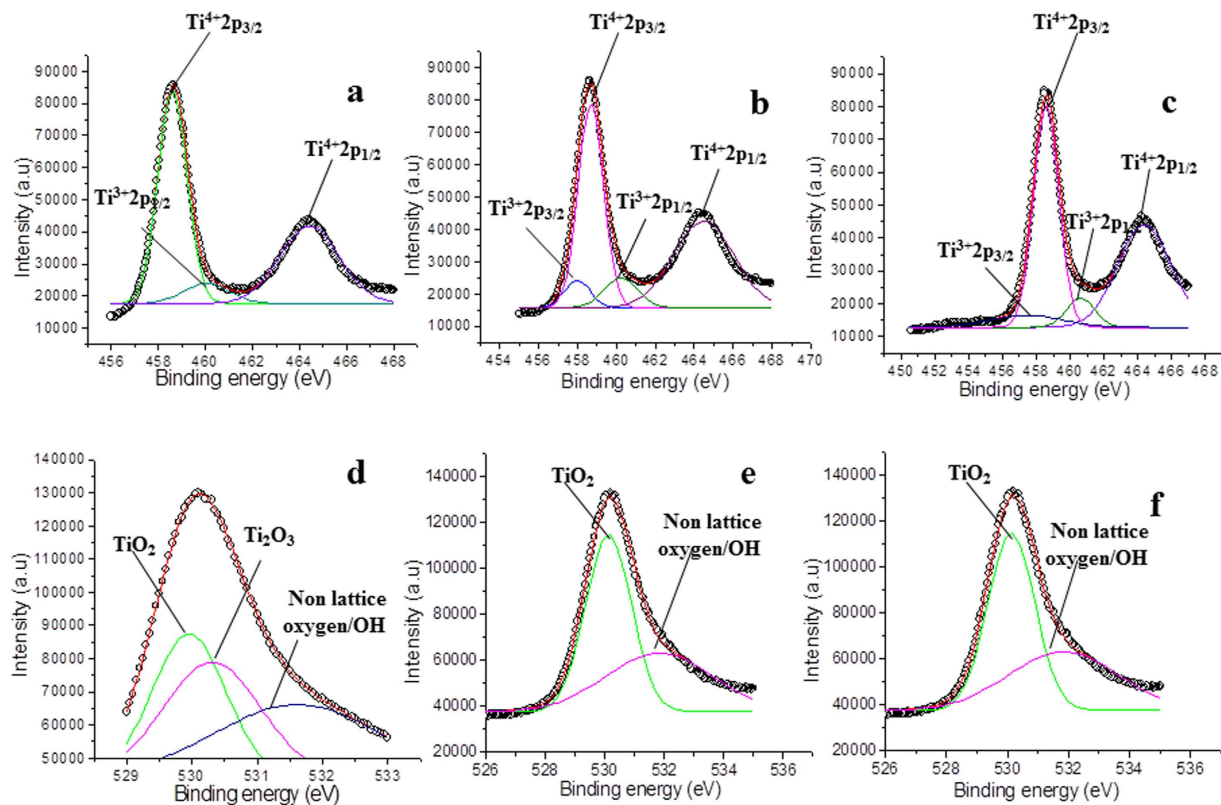 Ti4+2p3/2
Ti4+2p3/2
Ti4+2p3/2
a
b
c
Ti4+2p1/2
Ti4+2p1/2
Ti4+2p1/2
Ti3+2p1/2
Ti3+2p3/2
Ti3+2p1/2
Ti3+2p3/2
Ti3+2p1/2
Intensity (a.u)
90000
80000
70000
60000
50000
40000
30000
20000
10000
456 458 460 462 464 466 468
Binding energy (eV)
Intensity (a.u)
90000
80000
70000
60000
50000
40000
30000
20000
10000
454 456 458 460 462 464 466 468 470
Binding energy (eV)
Intensity (a.u)
90000
80000
70000
60000
50000
40000
30000
20000
10000
450 452 454 456 458 460 462 464 466 468
Binding energy (eV)
d
TiO2
Ti2O3
Non lattice
oxygen/OH
Intensity (a.u)
140000
130000
120000
110000
100000
90000
80000
70000
60000
50000
529 530 531 532 533
Binding energy (eV)
e
TiO2
Non lattice
oxygen/OH
Intensity (a.u)
140000
120000
100000
80000
60000
40000
20000
526 528 530 532 534 536
Binding energy (eV)
f
TiO2
Non lattice
oxygen/OH
Intensity (a.u)
140000
120000
100000
80000
60000
40000
20000
526 528 530 532 534 536
Binding energy (eV)